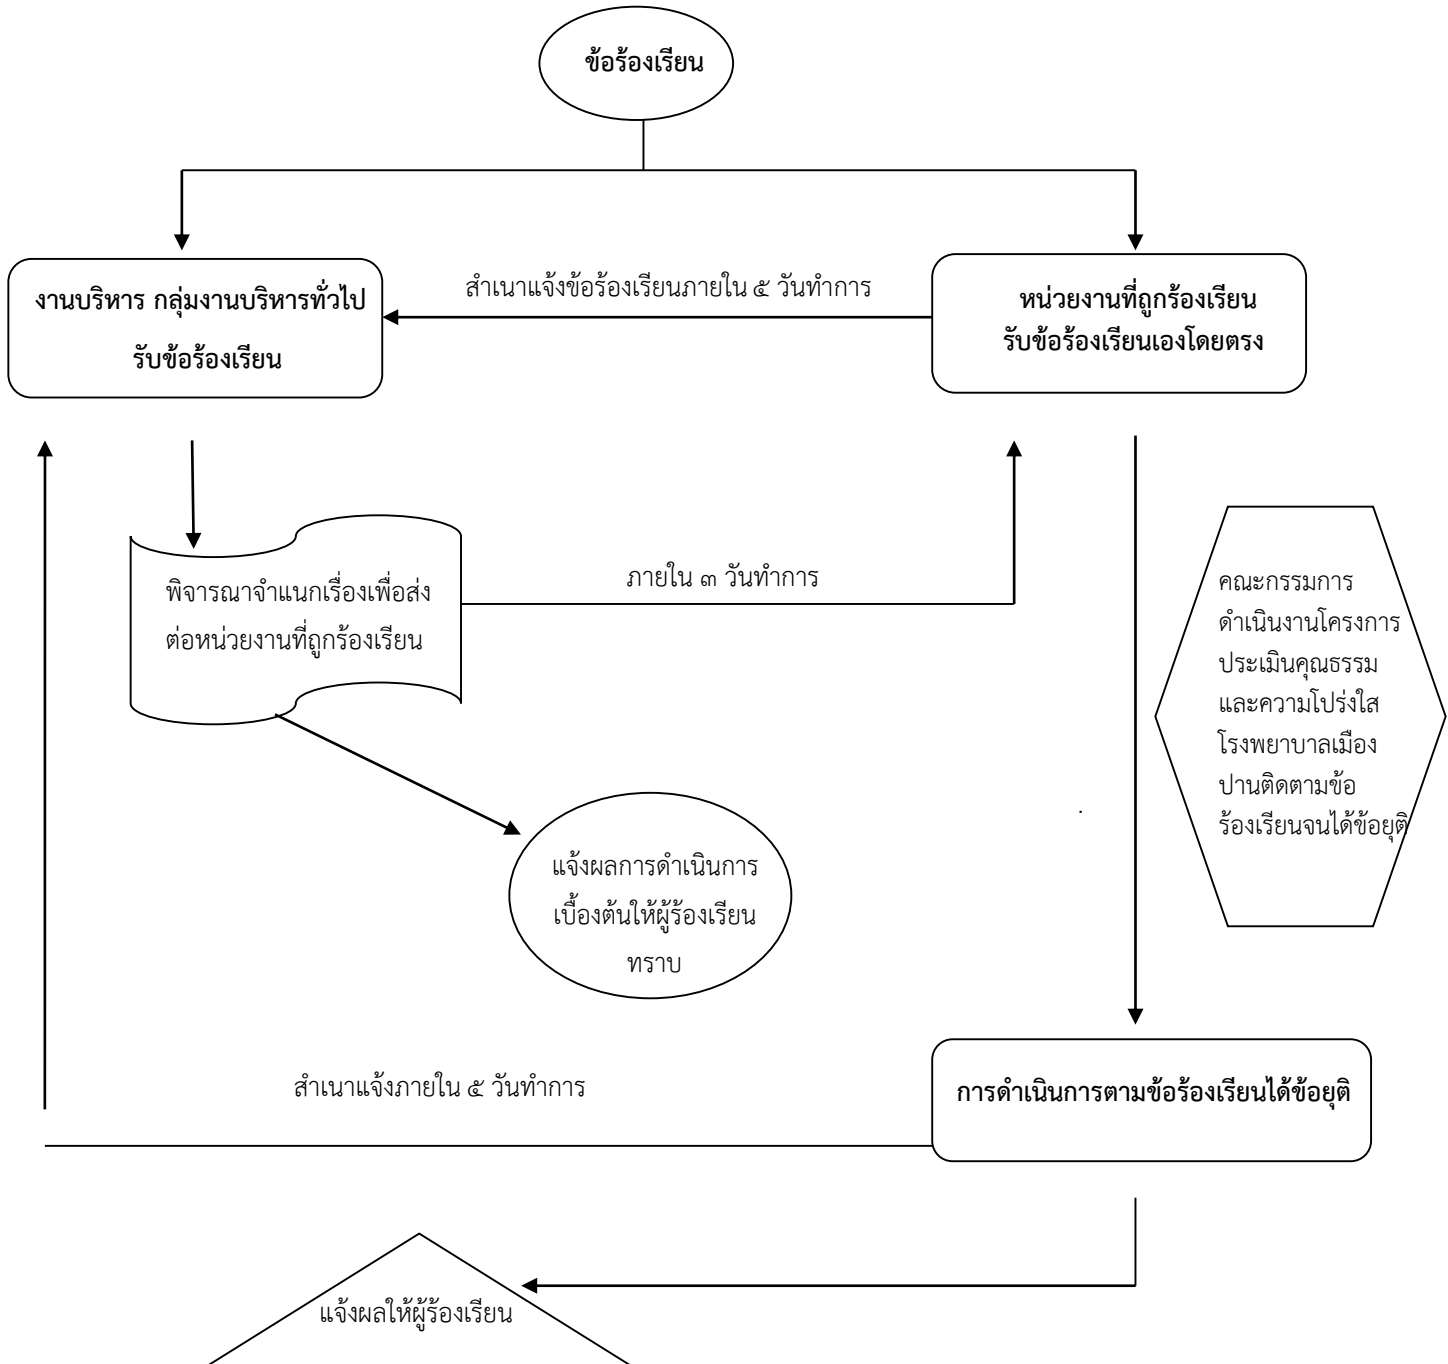 ข้อร้องเรียน
งานบริหาร กลุ่มงานบริหารทั่วไป
รับข้อร้องเรียน
สำเนาแจ้งข้อร้องเรียนภายใน ๕ วันทำการ
หน่วยงานที่ถูกร้องเรียน
รับข้อร้องเรียนเองโดยตรง
พิจารณาจำแนกเรื่องเพื่อส่ง
ต่อหน่วยงานที่ถูกร้องเรียน
ภายใน ๓ วันทำการ
คณะกรรมการ
ดำเนินงานโครงการ
ประเมินคุณธรรม
และความโปร่งใส
โรงพยาบาลเมือง
ปานติดตามข้อ
ร้องเรียนจนได้ข้อยุติ
แจ้งผลการดำเนินการ
เบื้องต้นให้ผู้ร้องเรียน
ทราบ
สำเนาแจ้งภายใน ๕ วันทำการ
การดำเนินการตามข้อร้องเรียนได้ข้อยุติ
แจ้งผลให้ผู้ร้องเรียน